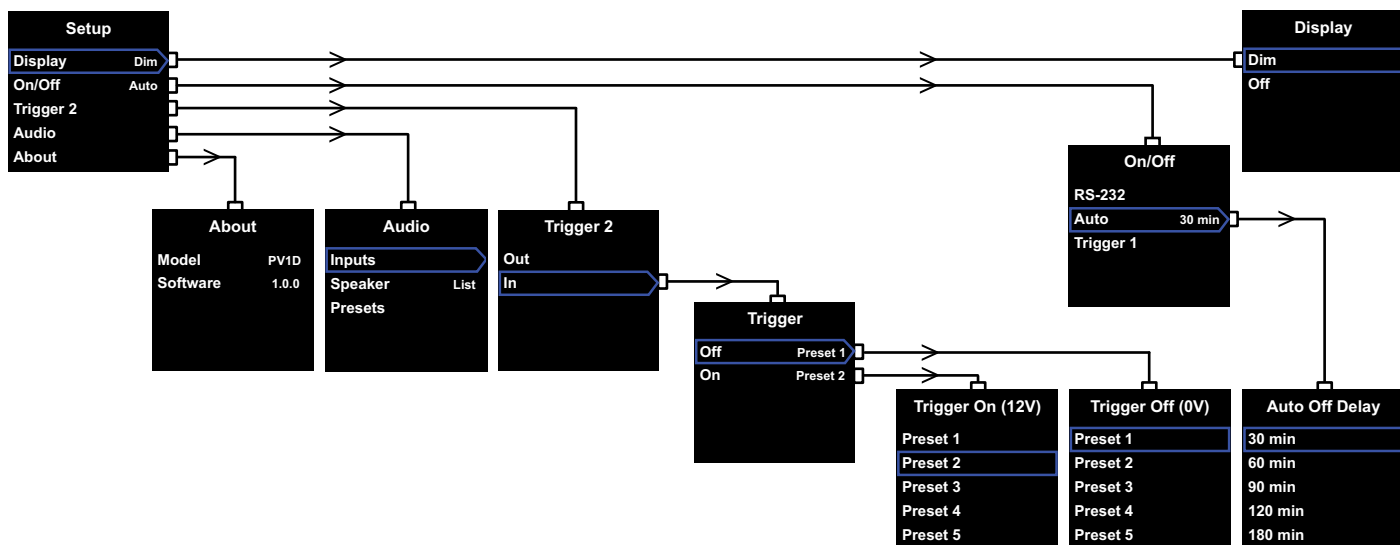 Setup
Display Dim
On/Off Auto
Trigger 2
Audio
About
Display
Dim
Off
On/Off
RS-232
Auto 30 min
Trigger 1
About
Model PV1D
Software 1.0.0
Audio
Inputs
Speaker List
Presets
Trigger 2
Out
In
Trigger
Off Preset 1
On Preset 2
Trigger On (12V)
Preset 1
Preset 2
Preset 3
Preset 4
Preset 5
Trigger Off (0V)
Preset 1
Preset 2
Preset 3
Preset 4
Preset 5
Auto Off Delay
30 min
60 min
90 min
120 min
180 min